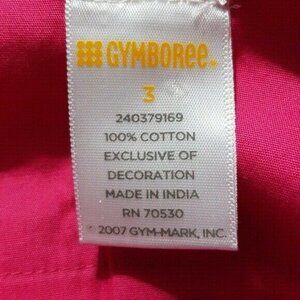 GYMBOREE
3
240379169
100% COTTON
EXCLUSIVE OF
DECORATION
MADE IN INDIA
RN 70530
© 2007 GYM-MARK, INC.